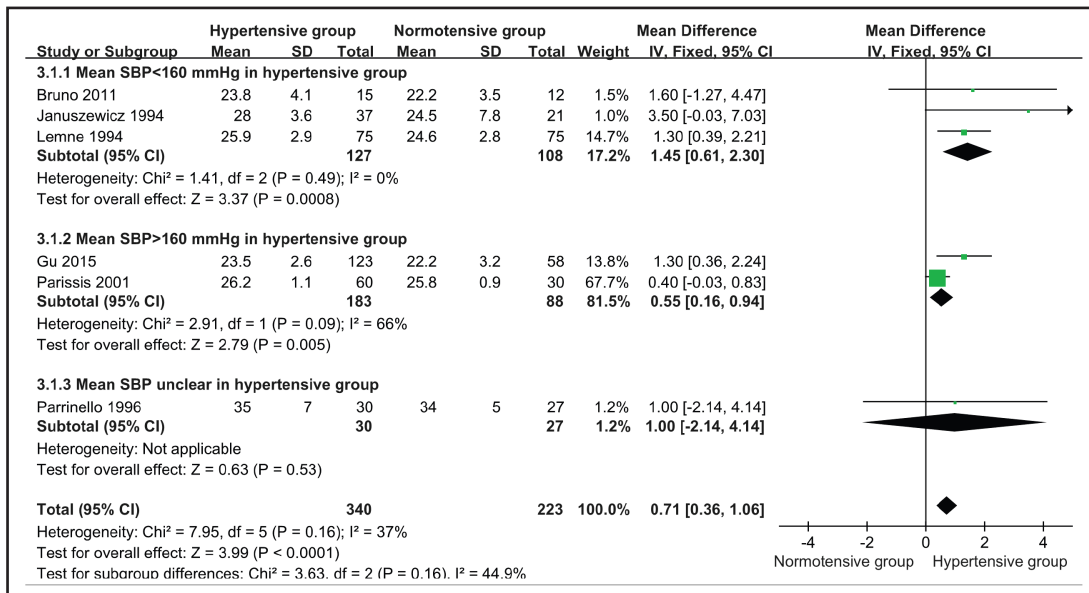 Hypertensive group Normotensive group Mean Difference Mean Difference
Study or Subgroup Mean SD Total Mean SD Total Weight IV, Fixed, 95% CI IV, Fixed, 95% CI
3.1.1 Mean SBP<160 mmHg in hypertensive group
Bruno 2011 23.8 4.1 15 22.2 3.5 12 1.5% 1.60 [-1.27, 4.47]
Januszewicz 1994 28 3.6 37 24.5 7.8 21 1.0% 3.50 [-0.03, 7.03]
Lemne 1994 25.9 2.9 75 24.6 2.8 75 14.7% 1.30 [0.39, 2.21]
Subtotal (95% CI) 127 108 17.2% 1.45 [0.61, 2.30]
Heterogeneity: Chi² = 1.41, df = 2 (P = 0.49); I² = 0%
Test for overall effect: Z = 3.37 (P = 0.0008)
3.1.2 Mean SBP>160 mmHg in hypertensive group
Gu 2015 23.5 2.6 123 22.2 3.2 58 13.8% 1.30 [0.36, 2.24]
Parissis 2001 26.2 1.1 60 25.8 0.9 30 67.7% 0.40 [-0.03, 0.83]
Subtotal (95% CI) 183 88 81.5% 0.55 [0.16, 0.94]
Heterogeneity: Chi² = 2.91, df = 1 (P = 0.09); I² = 66%
Test for overall effect: Z = 2.79 (P = 0.005)
3.1.3 Mean SBP unclear in hypertensive group
Parrinello 1996 35 7 30 34 5 27 1.2% 1.00 [-2.14, 4.14]
Subtotal (95% CI) 30 27 1.2% 1.00 [-2.14, 4.14]
Heterogeneity: Not applicable
Test for overall effect: Z = 0.63 (P = 0.53)
Total (95% CI) 340 223 100.0% 0.71 [0.36, 1.06]
Heterogeneity: Chi² = 7.95, df = 5 (P = 0.16); I² = 37%
Test for overall effect: Z = 3.99 (P < 0.0001)
Test for subgroup differences: Chi² = 3.63, df = 2 (P = 0.16), I² = 44.9%
-4 -2 0 2 4
Normotensive group Hypertensive group